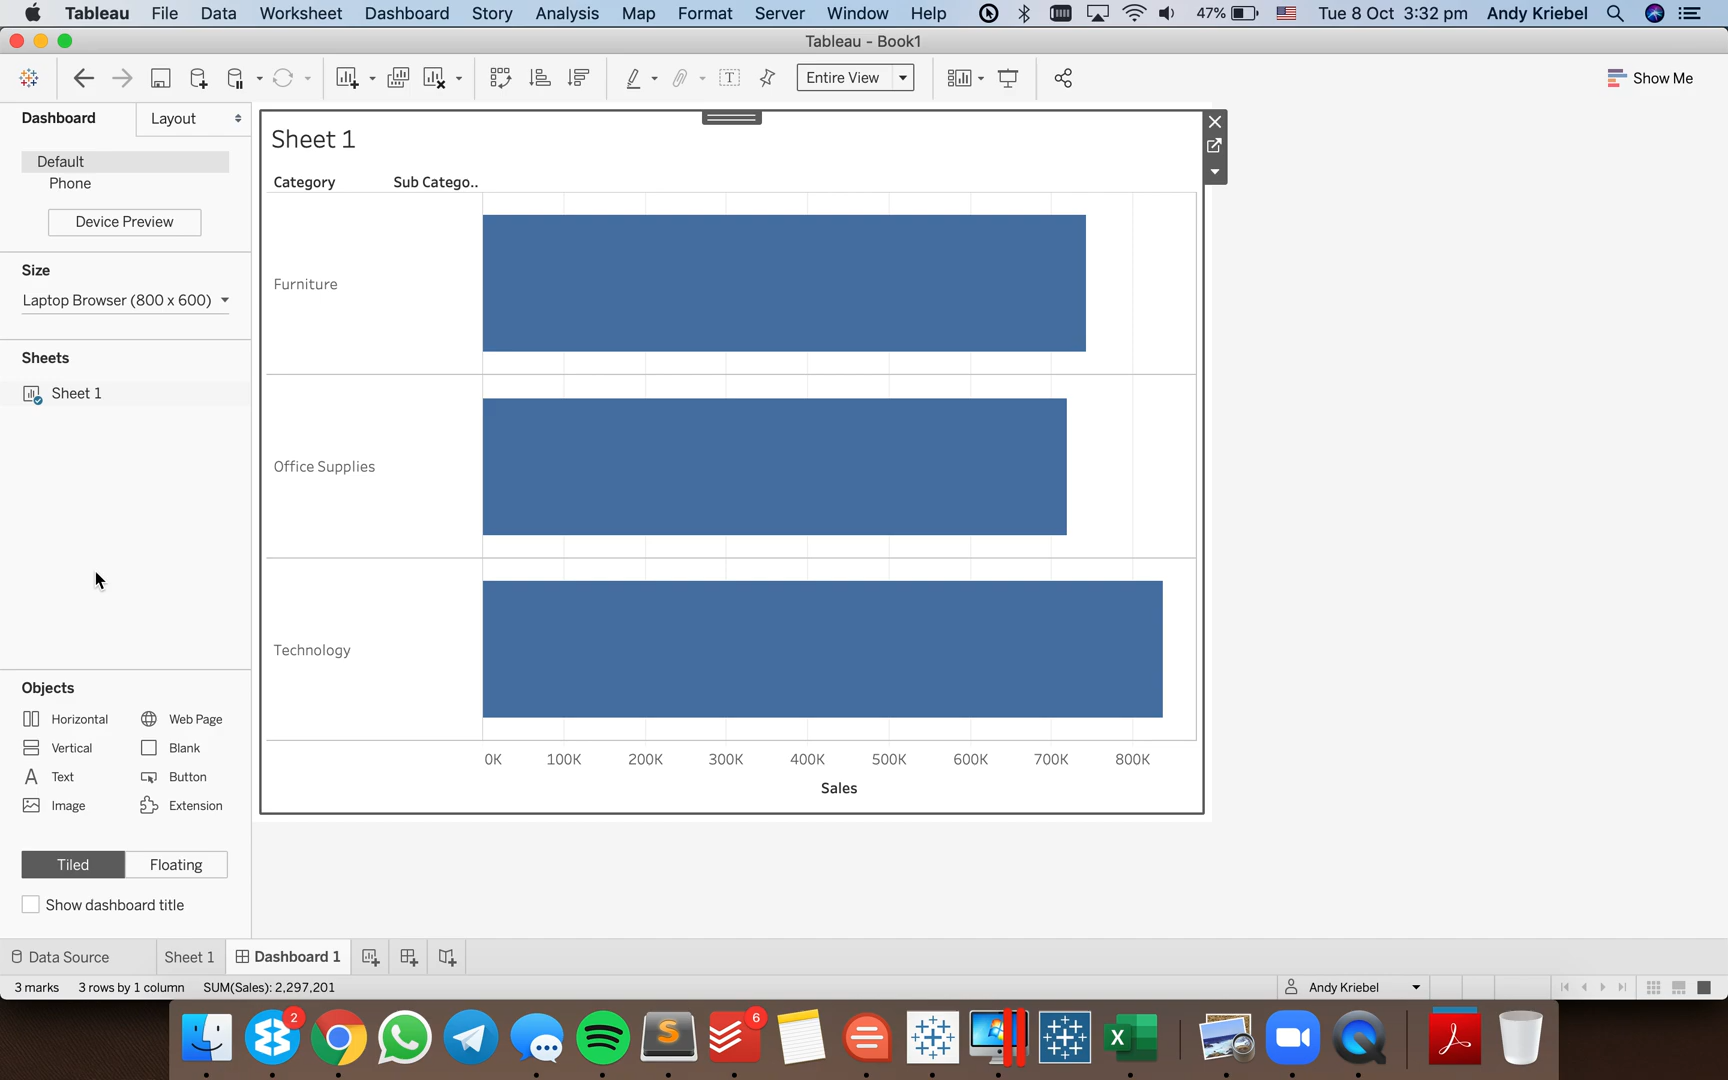 Tableau File Data Worksheet Dashboard Story Analysis Map Format Server Window Help 47% Tue 8 Oct 3:32 pm Andy Kriebel
Tableau - Book1
Entire View
Show Me
Dashboard
Layout
Default
Phone
Device Preview
Size
Laptop Browser (800 x 600)
Sheets
Sheet 1
Objects
Horizontal Web Page
Vertical Blank
Text Button
Image Extension
Tiled Floating
Show dashboard title
Sheet 1
Category Sub Catego..
Furniture
Office Supplies
Technology
0K 100K 200K 300K 400K 500K 600K 700K 800K
Sales
Data Source Sheet 1 Dashboard 1
3 marks 3 rows by 1 column SUM(Sales): 2,297,201 Andy Kriebel
2 6